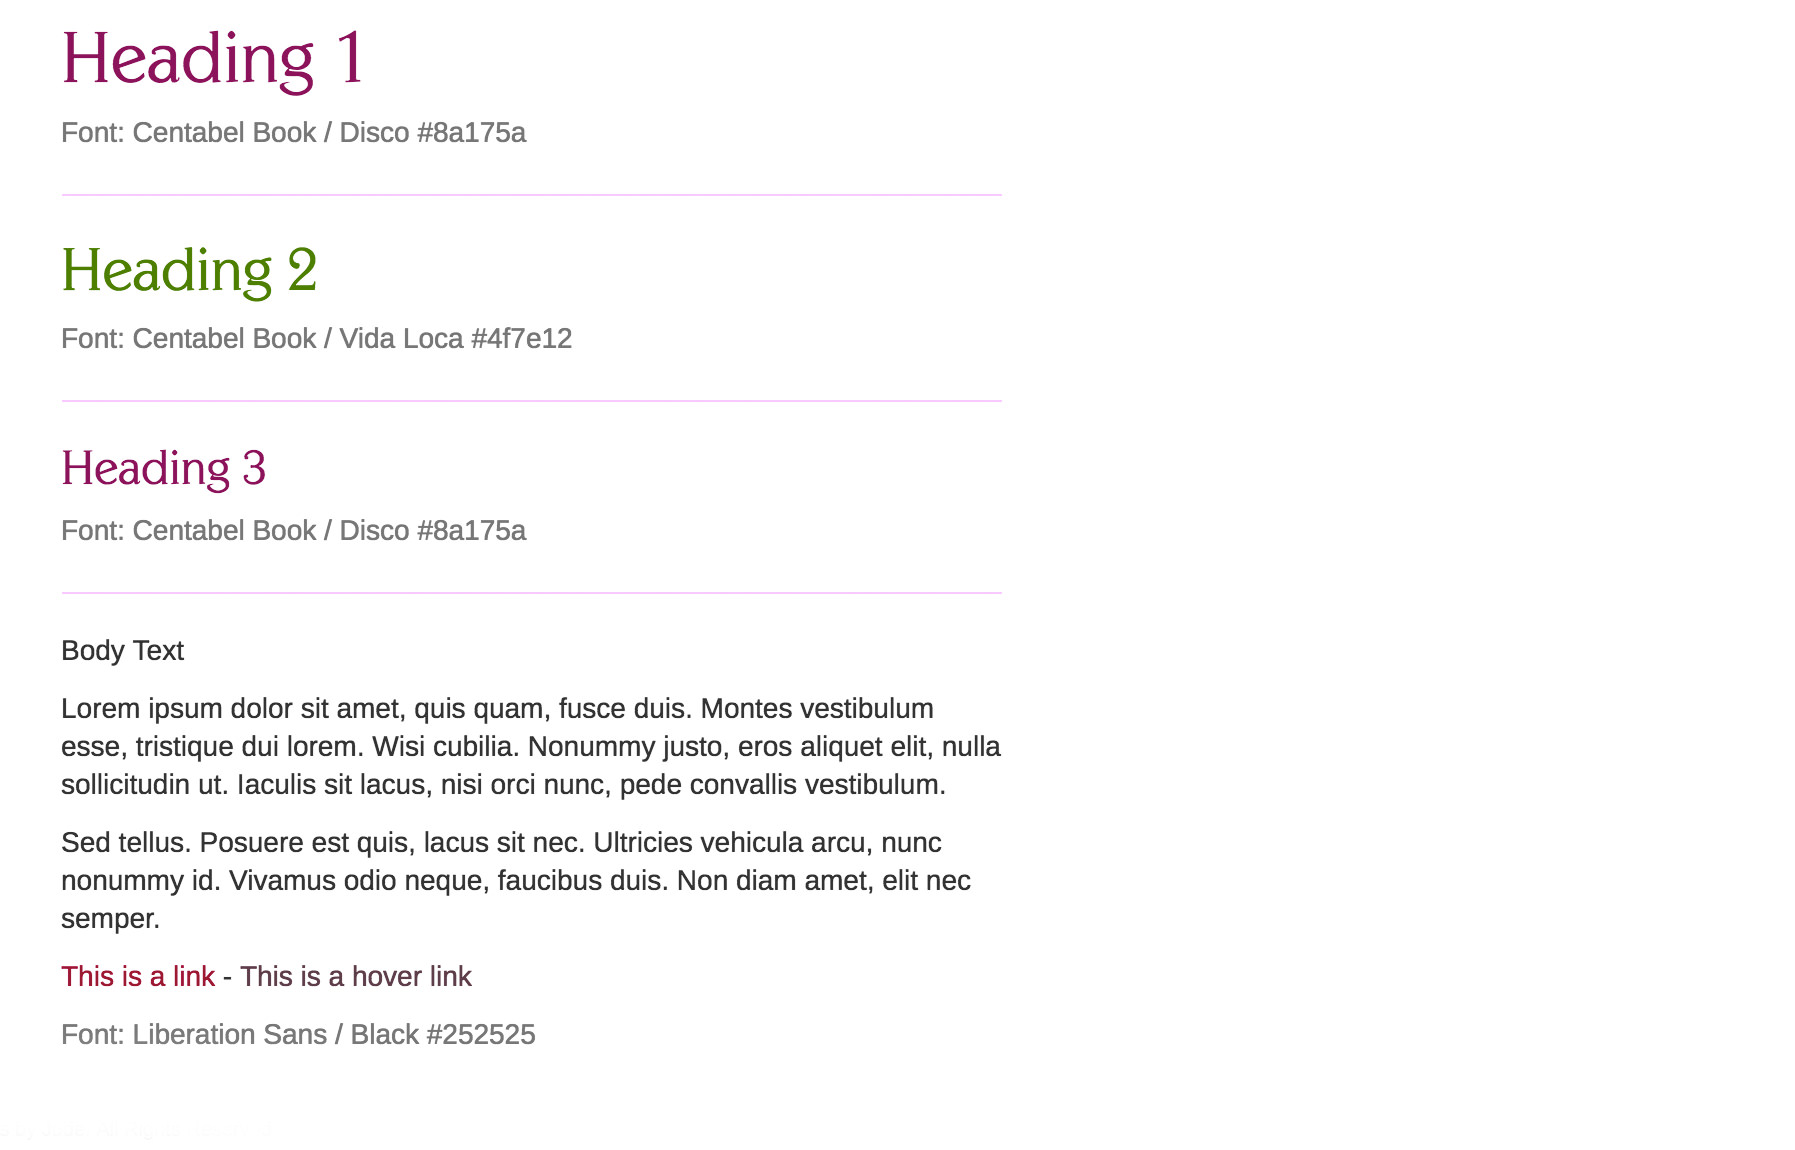 Heading 1
Font: Centabel Book / Disco #8a175a
Heading 2
Font: Centabel Book / Vida Loca #4f7e12
Heading 3
Font: Centabel Book / Disco #8a175a
Body Text
Lorem ipsum dolor sit amet, quis quam, fusce duis. Montes vestibulum
esse, tristique dui lorem. Wisi cubilia. Nonummy justo, eros aliquet elit, nulla
sollicitudin ut. Iaculis sit lacus, nisi orci nunc, pede convallis vestibulum.
Sed tellus. Posuere est quis, lacus sit nec. Ultricies vehicula arcu, nunc
nonummy id. Vivamus odio neque, faucibus duis. Non diam amet, elit nec
semper.
This is a link - This is a hover link
Font: Liberation Sans / Black #252525